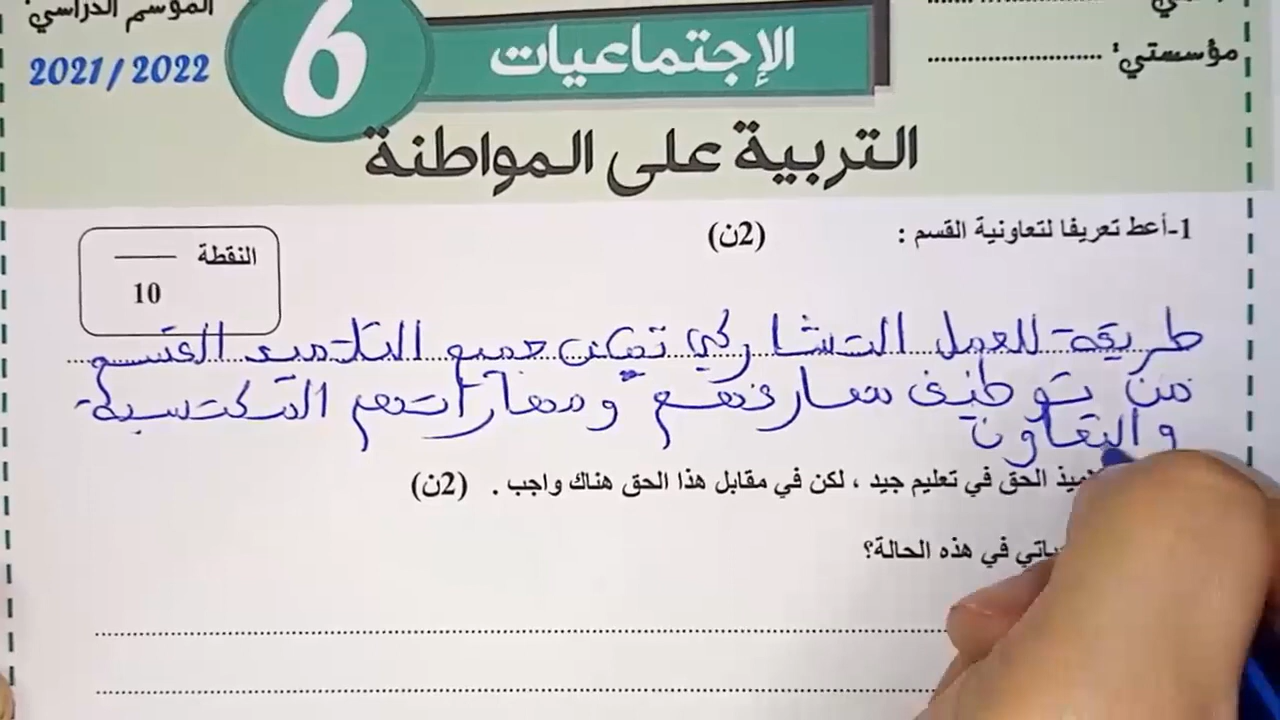 الموسم الدراسي:
2021/2022
6
الإجتماعيات
مؤسستي: ............
التربية على المواطنة
1-أعط تعريفا لتعاونية القسم : (2ن)
النقطة
10
طريقة للعمل التشاركي تمكن جميع التلاميذ القسم
من توظيف معارفهم ومهاراتهم المكتسبة
والتعاون
الحق في تعليم جيد ، لكن في مقابل هذا الحق هناك واجب . (2ن)
في هذه الحالة؟